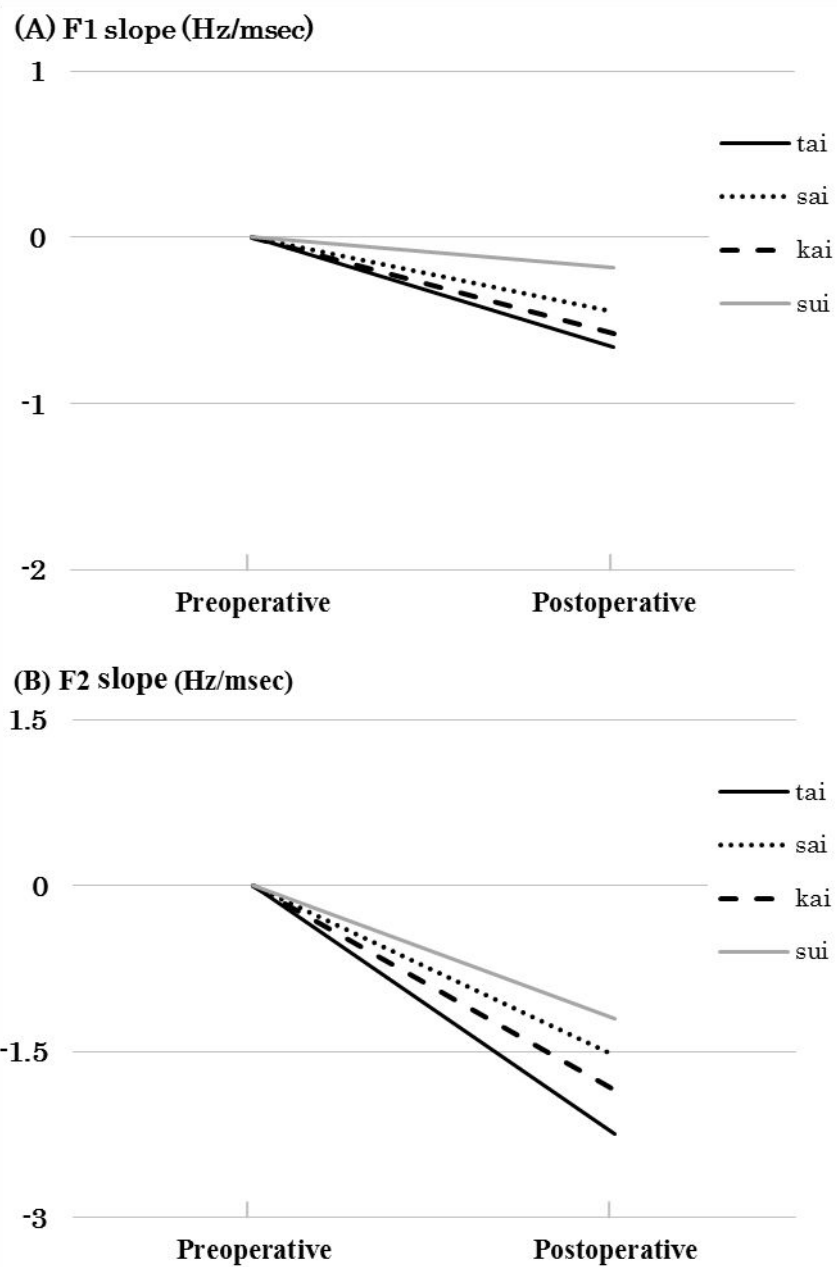 (A) F1 slope (Hz/msec)
1
tai
sai
0
kai
sui
-1
-2
Preoperative Postoperative
(B) F2 slope (Hz/msec)
1.5
tai
sai
0
kai
sui
-1.5
-3
Preoperative Postoperative